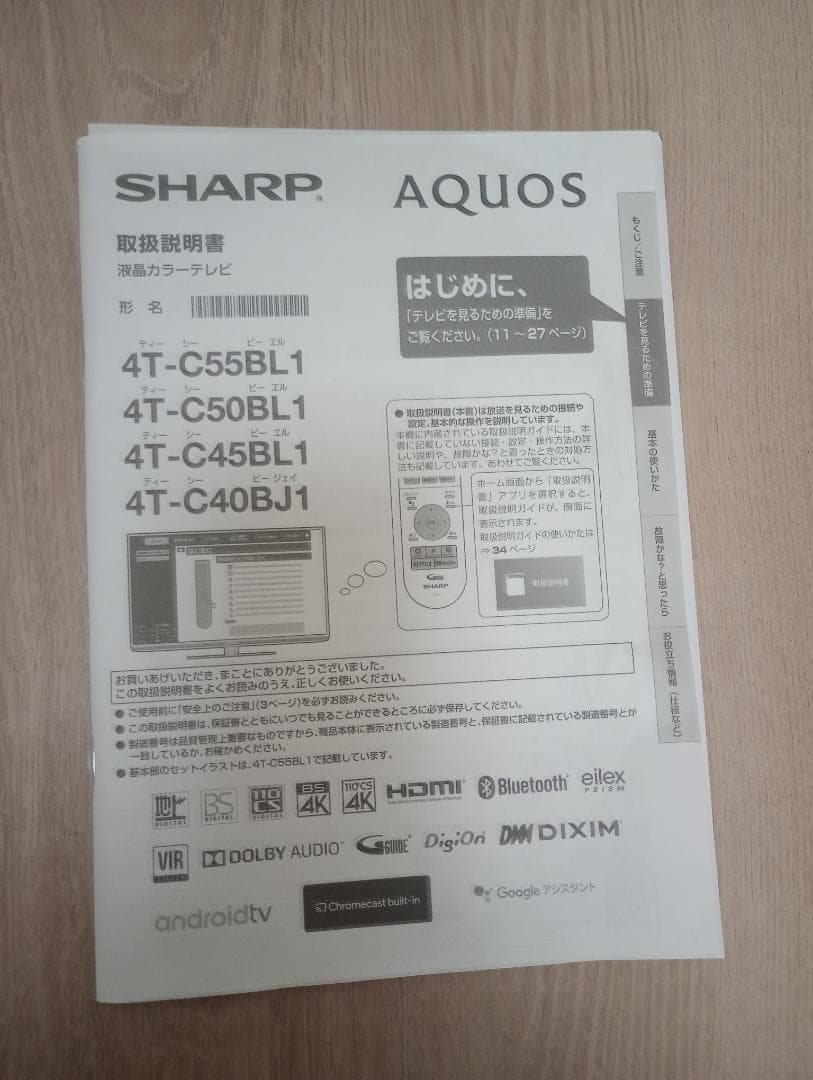 SHARP®
AQUOS
取扱説明書
液晶カラーテレビ
形 名
ティー シー ビー エル
4T-C55BL1
ティー シー ビー エル
4T-C50BL1
ティー シー ビー エル
4T-C45BL1
ティー シー ビー ジェイ
4T-C40BJ1
はじめに、
「テレビを見るための準備」を
ご覧ください。(11～27ページ)
もくじ/ご注意
テレビを見るための準備
基本の使いかた
故障かな?と思ったら
お役立ち情報(仕様など)
● 取扱説明書(本書)は放送を見るための接続や
設定、基本的な操作を説明しています。
本機に内蔵されている取扱説明ガイドには、本
書に記載していない接続・設定・操作方法の詳
しい説明や、故障かな?と思ったときの対処方
法も記載しています。あわせてご覧ください。
ホーム画面から「取扱説明
書」アプリを選択すると、
取扱説明ガイドが、画面に
表示されます。
取扱説明ガイドの使いかたは
⇒34ページ
取扱説明書
NETFLIX
SHARP
はじめに
お買いあげいただき、まことにありがとうございました。
この取扱説明書をよくお読みのうえ、正しくお使いください。
● ご使用前に「安全上のご注意」(3ページ)を必ずお読みください。
● この取扱説明書は、保証書とともにいつでも見ることができるところに必ず保存してください。
● 製造番号は品質管理上重要なものですから、商品本体に表示されている製造番号と、保証書に記載されている製造番号とが
一致しているか、お確かめください。
● 基本部のセットイラストは、4T-C55BL1で記載しています。
地上 DIGITAL
BS DIGITAL
110 CS DIGITAL
BS 4K
110°CS 4K
HDMI
Bluetooth®
eilex PRISM
VIR FILTER
DOLBY AUDIO™
G GUIDE®
DigiOn®
DIXIM
androidtv
Chromecast built-in
Google アシスタント